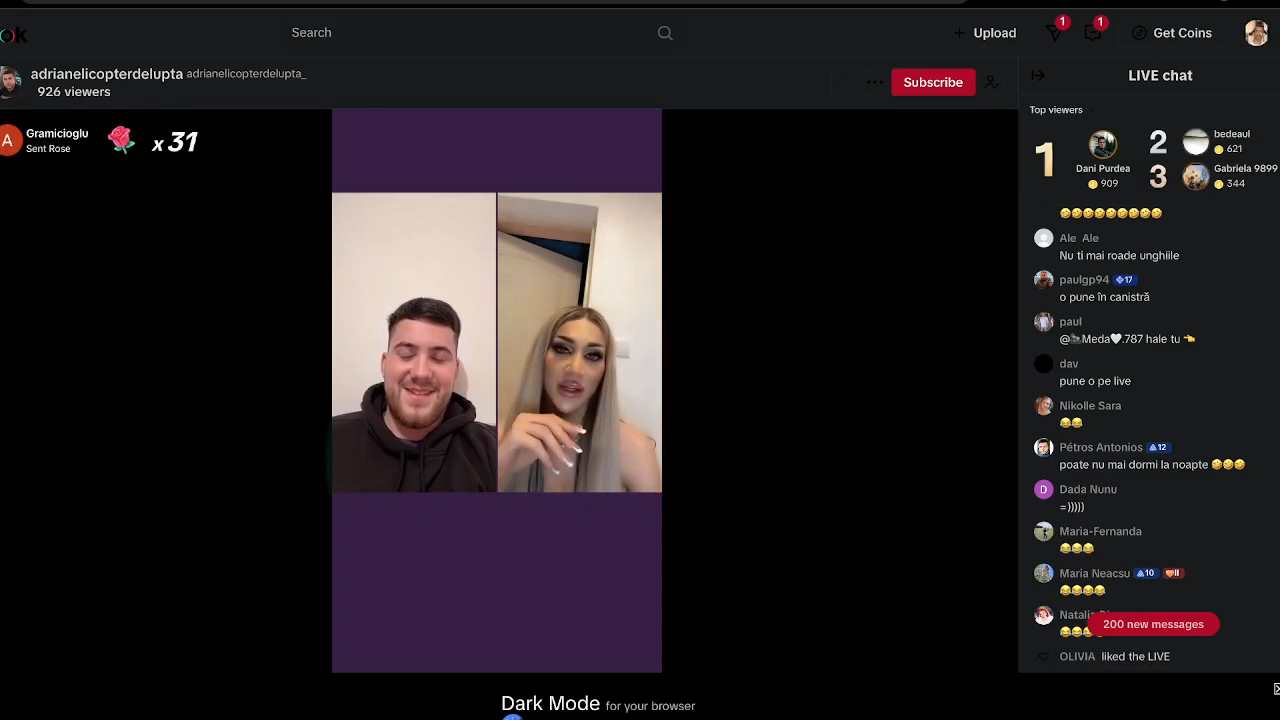 ok
Search
Upload
1
1
Get Coins
adrianelicopterdelupta adrianelicopterdelupta_
926 viewers
Subscribe
LIVE chat
A
Gramicioglu
Sent Rose
x 31
Top viewers
1
Dani Purdea
909
2
bedeaul
621
3
Gabriela 9899
344
🤣🤣🤣🤣🤣🤣🤣🤣🤣
Ale Ale
Nu ti mai roade unghiile
paulgp94 17
o pune în canistră
paul
@🦇Meda🤍.787 hale tu 👈
dav
pune o pe live
Nikolle Sara
😂😂
Pétros Antonios 12
poate nu mai dormi la noapte 🤣🤣🤣
D
Dada Nunu
=)))))
Maria-Fernanda
😂😂😂
Maria Neacsu 10 II
😂😂😂😂
200 new messages
OLIVIA liked the LIVE
Dark Mode for your browser